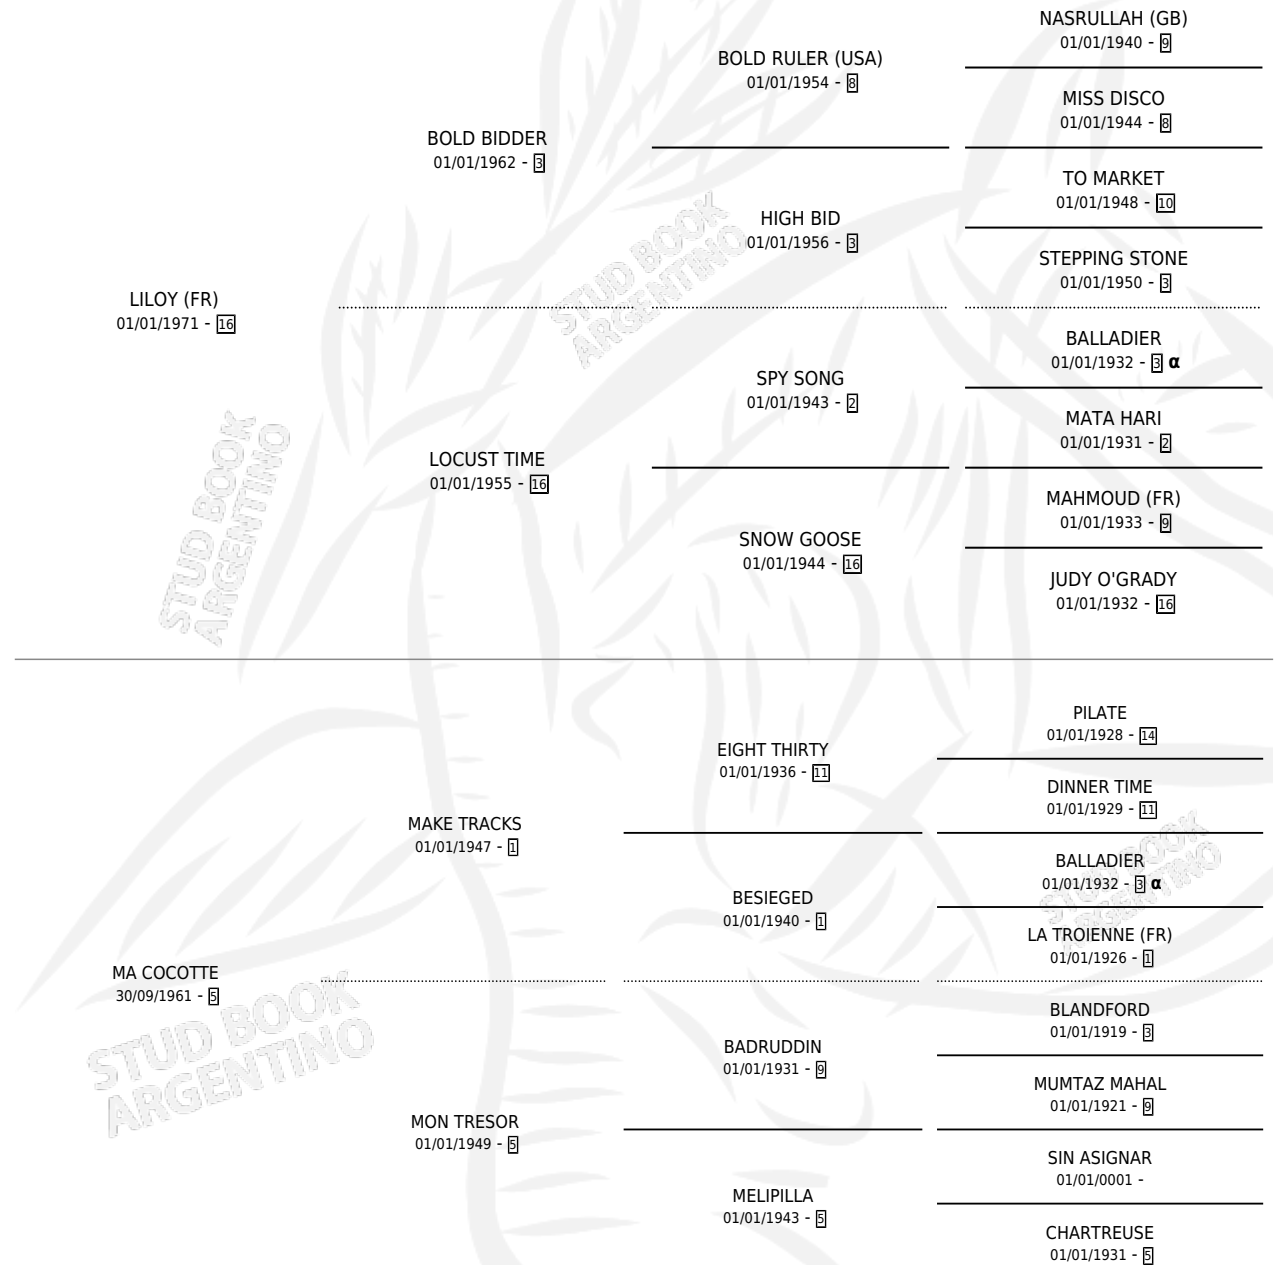 NASRULLAH (GB)
01/01/1940 - 9
BOLD RULER (USA)
01/01/1954 - 8
MISS DISCO
01/01/1944 - 8
BOLD BIDDER
01/01/1962 - 3
TO MARKET
01/01/1948 - 10
HIGH BID
01/01/1956 - 3
STEPPING STONE
01/01/1950 - 3
LILOY (FR)
01/01/1971 - 16
BALLADIER
01/01/1932 - 3 α
SPY SONG
01/01/1943 - 2
MATA HARI
01/01/1931 - 2
LOCUST TIME
01/01/1955 - 16
MAHMOUD (FR)
01/01/1933 - 9
SNOW GOOSE
01/01/1944 - 16
JUDY O'GRADY
01/01/1932 - 16
PILATE
01/01/1928 - 14
EIGHT THIRTY
01/01/1936 - 11
DINNER TIME
01/01/1929 - 11
MAKE TRACKS
01/01/1947 - 1
BALLADIER
01/01/1932 - 3 α
BESIEGED
01/01/1940 - 1
LA TROIENNE (FR)
01/01/1926 - 1
MA COCOTTE
30/09/1961 - 5
BLANDFORD
01/01/1919 - 3
BADRUDDIN
01/01/1931 - 9
MUMTAZ MAHAL
01/01/1921 - 9
MON TRESOR
01/01/1949 - 5
SIN ASIGNAR
01/01/0001 -
MELIPILLA
01/01/1943 - 5
CHARTREUSE
01/01/1931 - 5
STUD BOOK
ARGENTINO
STUD BOOK
ARGENTINO
STUD BOOK
ARGENTINO
STUD BOOK
ARGENTINO